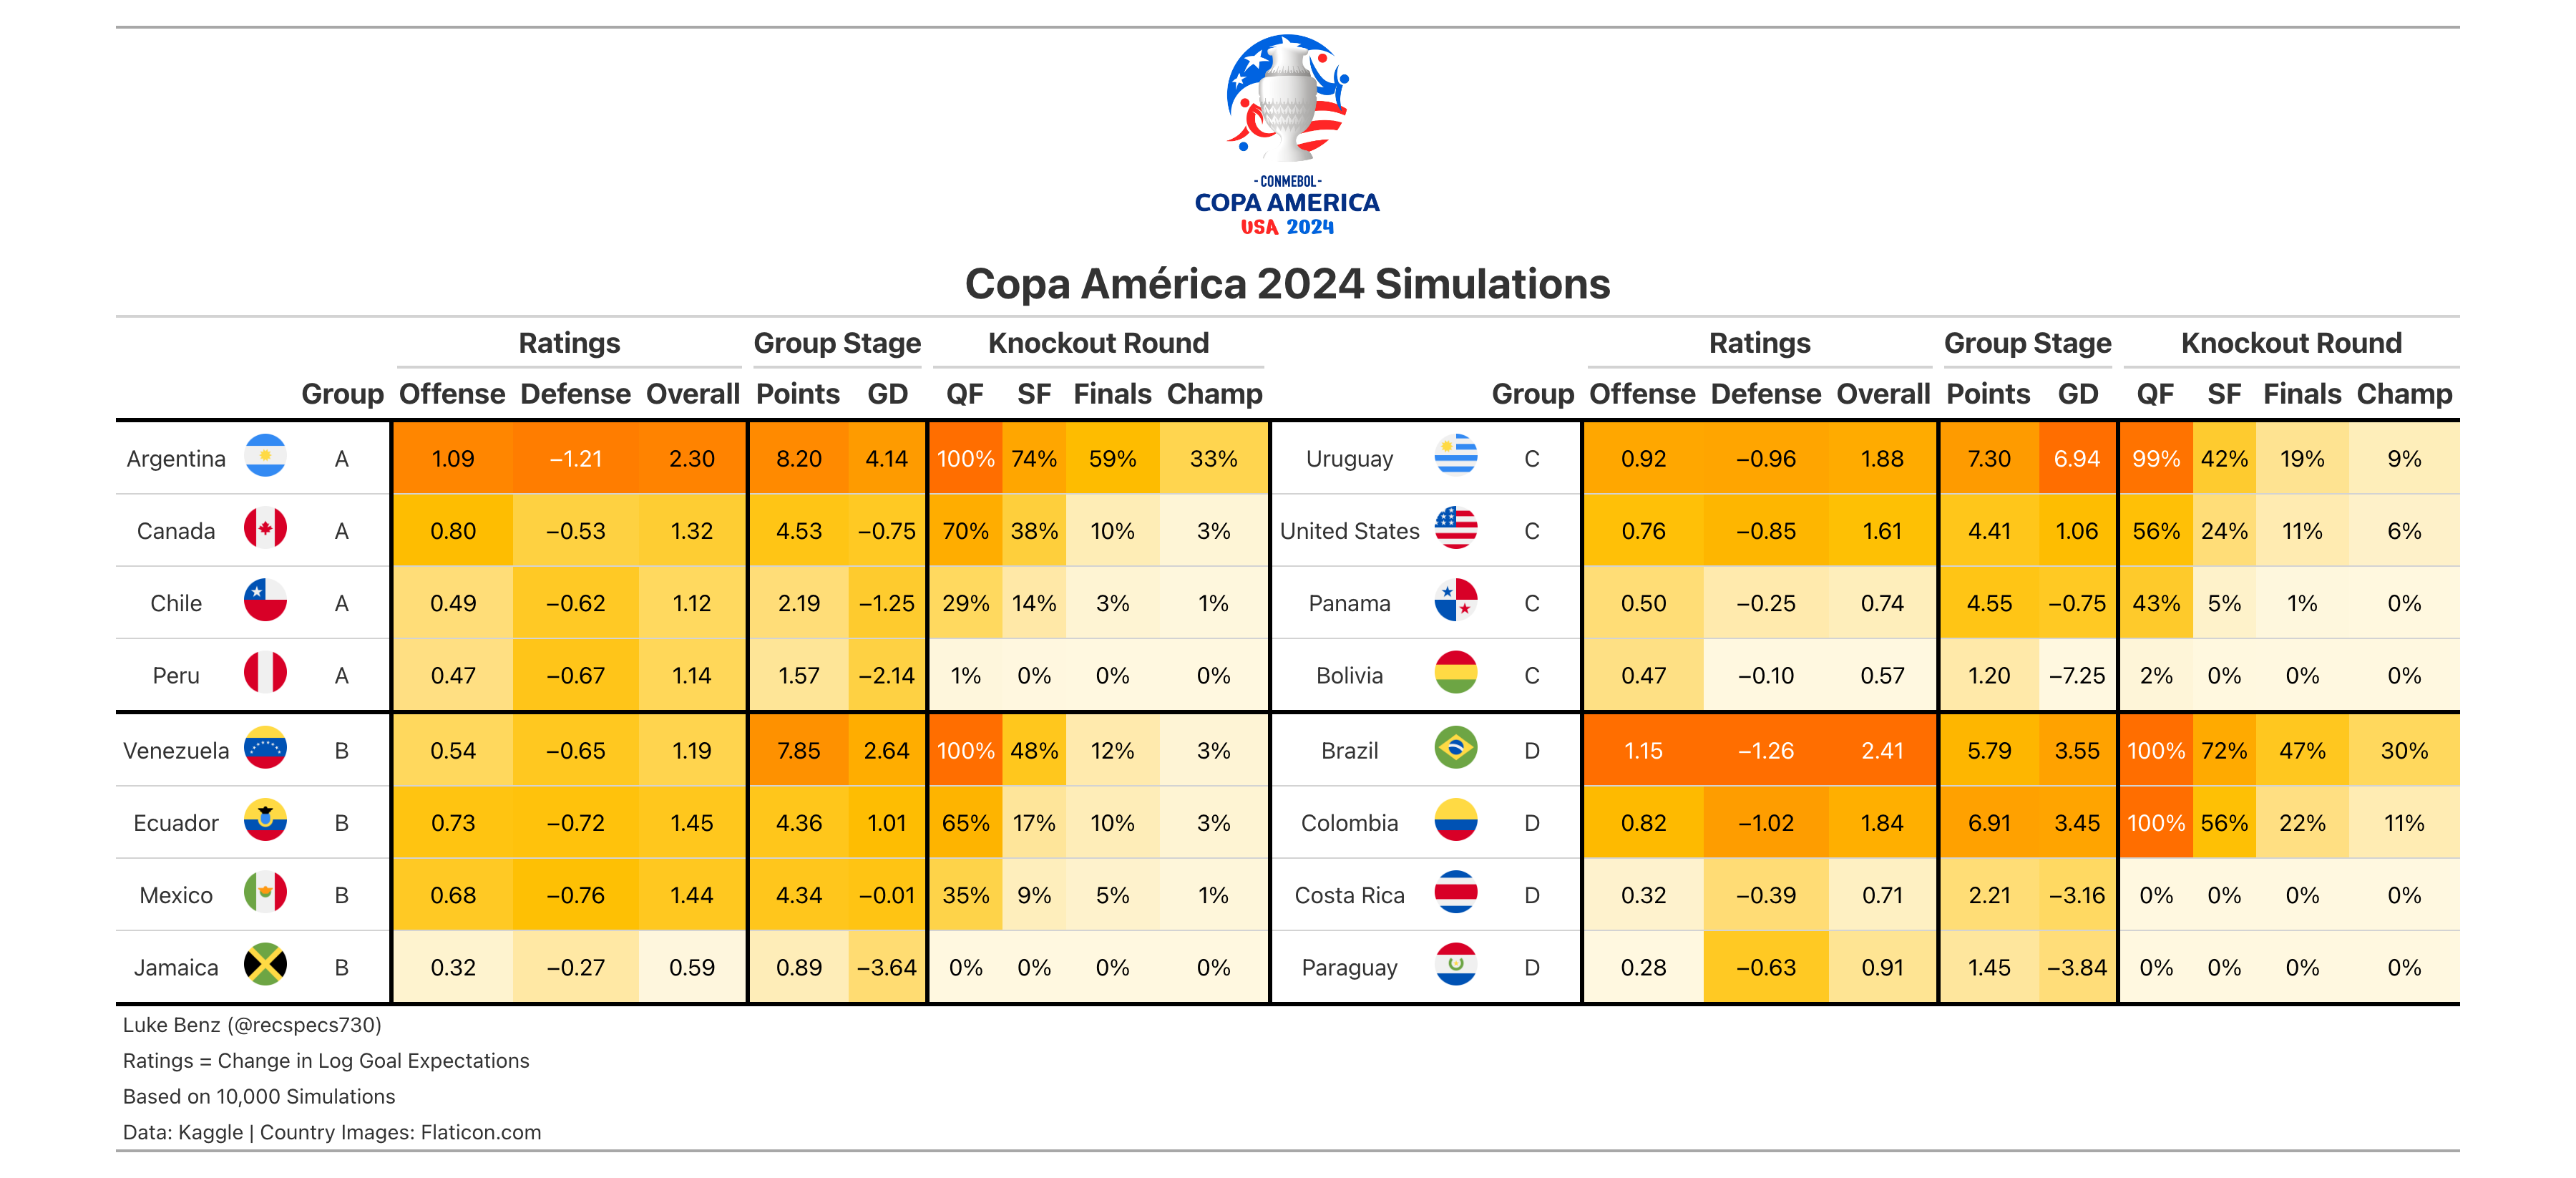 - CONMEBOL -
COPA AMERICA
USA 2024
Copa América 2024 Simulations
Ratings Group Stage Knockout Round Ratings Group Stage Knockout Round
Group Offense Defense Overall Points GD QF SF Finals Champ Group Offense Defense Overall Points GD QF SF Finals Champ
Argentina A 1.09 −1.21 2.30 8.20 4.14 100% 74% 59% 33% Uruguay C 0.92 −0.96 1.88 7.30 6.94 99% 42% 19% 9%
Canada A 0.80 −0.53 1.32 4.53 −0.75 70% 38% 10% 3% United States C 0.76 −0.85 1.61 4.41 1.06 56% 24% 11% 6%
Chile A 0.49 −0.62 1.12 2.19 −1.25 29% 14% 3% 1% Panama C 0.50 −0.25 0.74 4.55 −0.75 43% 5% 1% 0%
Peru A 0.47 −0.67 1.14 1.57 −2.14 1% 0% 0% 0% Bolivia C 0.47 −0.10 0.57 1.20 −7.25 2% 0% 0% 0%
Venezuela B 0.54 −0.65 1.19 7.85 2.64 100% 48% 12% 3% Brazil D 1.15 −1.26 2.41 5.79 3.55 100% 72% 47% 30%
Ecuador B 0.73 −0.72 1.45 4.36 1.01 65% 17% 10% 3% Colombia D 0.82 −1.02 1.84 6.91 3.45 100% 56% 22% 11%
Mexico B 0.68 −0.76 1.44 4.34 −0.01 35% 9% 5% 1% Costa Rica D 0.32 −0.39 0.71 2.21 −3.16 0% 0% 0% 0%
Jamaica B 0.32 −0.27 0.59 0.89 −3.64 0% 0% 0% 0% Paraguay D 0.28 −0.63 0.91 1.45 −3.84 0% 0% 0% 0%
Luke Benz (@recspecs730)
Ratings = Change in Log Goal Expectations
Based on 10,000 Simulations
Data: Kaggle | Country Images: Flaticon.com